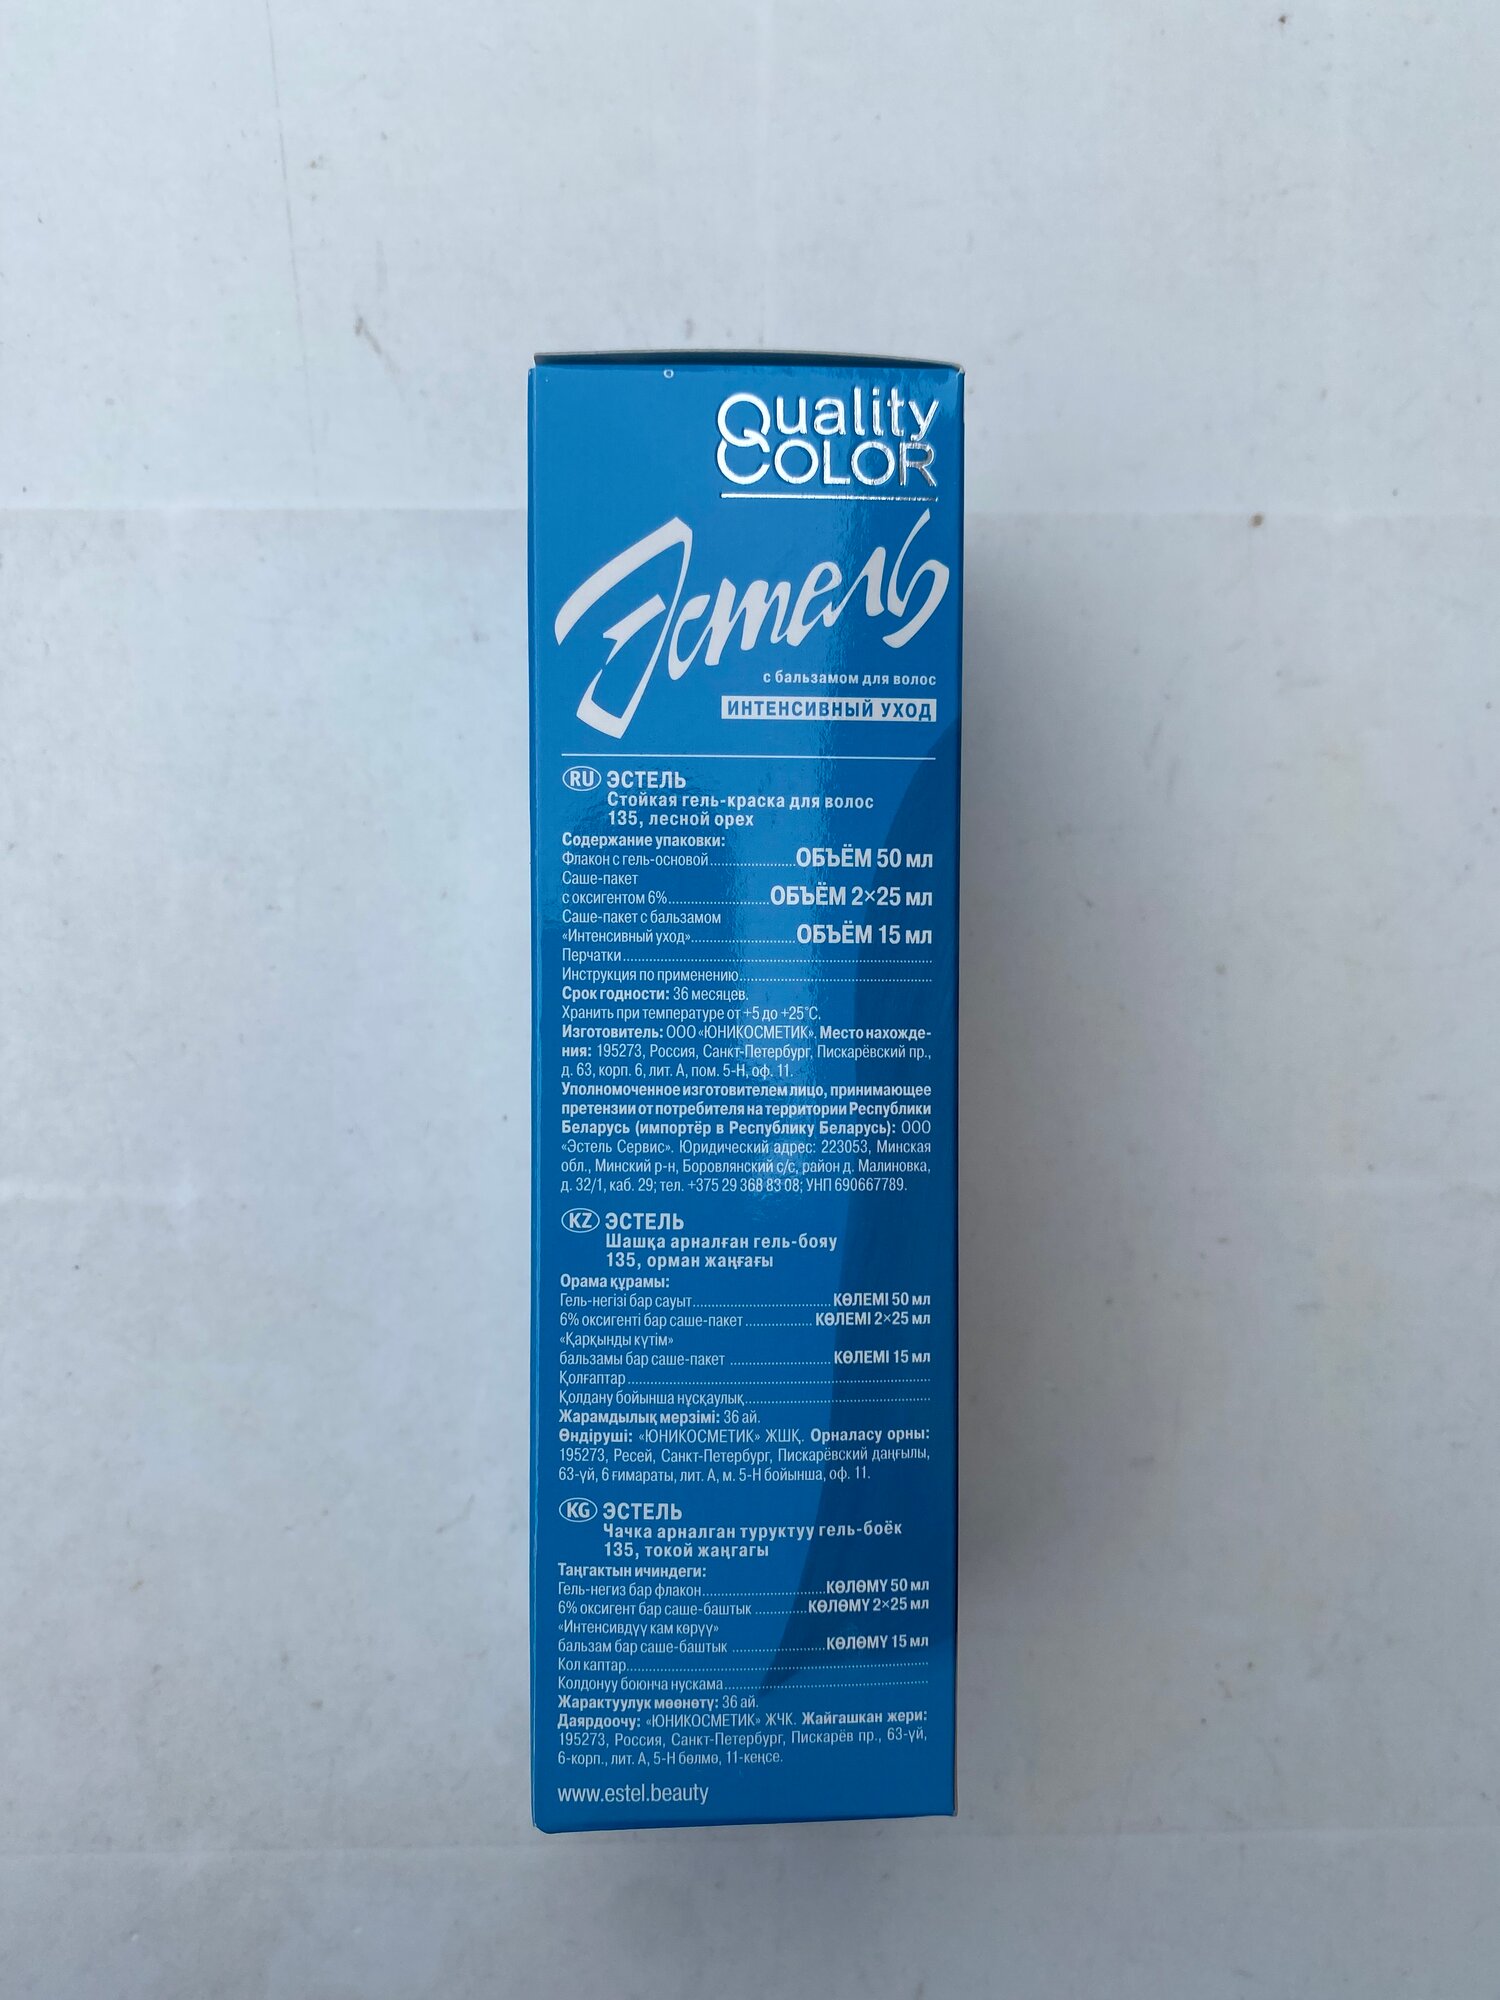 Quality
COLOR
Эстель
с бальзамом для волос
ИНТЕНСИВНЫЙ УХОД
RU ЭСТЕЛЬ
Стойкая гель-краска для волос
135, лесной орех
Содержание упаковки:
Флакон с гель-основой......................ОБЪЁМ 50 мл
Саше-пакет
с оксигентом 6%..........................ОБЪЁМ 2×25 мл
Саше-пакет с бальзамом
«Интенсивный уход»...........................ОБЪЁМ 15 мл
Перчатки................................................................................
Инструкция по применению..................................................
Срок годности: 36 месяцев.
Хранить при температуре от +5 до +25°С.
Изготовитель: ООО «ЮНИКОСМЕТИК». Место нахожде-
ния: 195273, Россия, Санкт-Петербург, Пискарёвский пр.,
д. 63, корп. 6, лит. А, пом. 5-Н, оф. 11.
Уполномоченное изготовителем лицо, принимающее
претензии от потребителя на территории Республики
Беларусь (импортёр в Республику Беларусь): ООО
«Эстель Сервис». Юридический адрес: 223053, Минская
обл., Минский р-н, Боровлянский с/с, район д. Малиновка,
д. 32/1, каб. 29; тел. +375 29 368 83 08; УНП 690667789.
KZ ЭСТЕЛЬ
Шашқа арналған гель-бояу
135, орман жаңғағы
Орама құрамы:
Гель-негізі бар сауыт....................................КӨЛЕМІ 50 мл
6% оксигенті бар саше-пакет.................КӨЛЕМІ 2×25 мл
«Қарқынды күтім»
бальзамы бар саше-пакет ..........................КӨЛЕМІ 15 мл
Қолғаптар................................................................................
Қолдану бойынша нұсқаулық................................................
Жарамдылық мерзімі: 36 ай.
Өндіруші: «ЮНИКОСМЕТИК» ЖШҚ. Орналасу орны:
195273, Ресей, Санкт-Петербург, Пискарёвский даңғылы,
63-үй, 6 ғимараты, лит. А, м. 5-Н бойынша, оф. 11.
KG ЭСТЕЛЬ
Чачка арналган туруктуу гель-боёк
135, токой жаңгагы
Таңгактын ичиндеги:
Гель-негиз бар флакон................................КӨЛӨМҮ 50 мл
6% оксигент бар саше-баштык .............КӨЛӨМҮ 2×25 мл
«Интенсивдүү кам көрүү»
бальзам бар саше-баштык ........................КӨЛӨМҮ 15 мл
Кол каптар................................................................................
Колдонуу боюнча нускама......................................................
Жарактуулук мөөнөтү: 36 ай.
Даярдоочу: «ЮНИКОСМЕТИК» ЖЧК. Жайгашкан жери:
195273, Россия, Санкт-Петербург, Пискарёв пр., 63-үй,
6-корп., лит. А, 5-Н бөлмө, 11-кеңсе.
www.estel.beauty